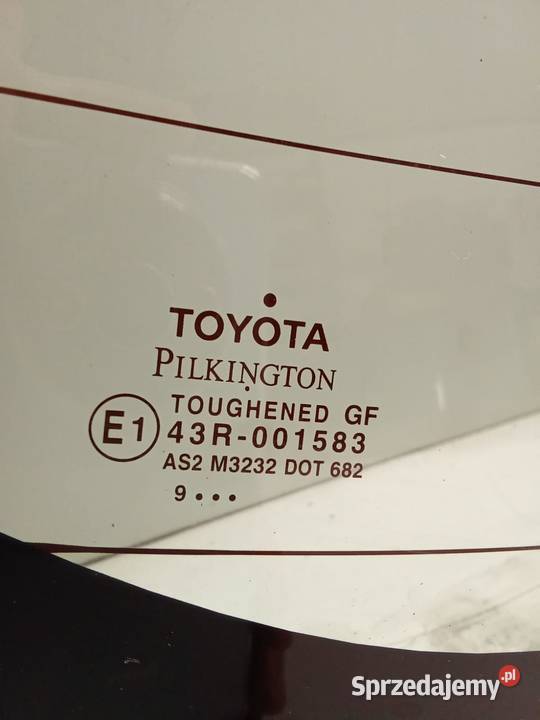 TOYOTA
PILKINGTON
TOUGHENED GF
E1 43R-001583
AS2 M3232 DOT 682
9 • • •
Sprzedajemy.pl